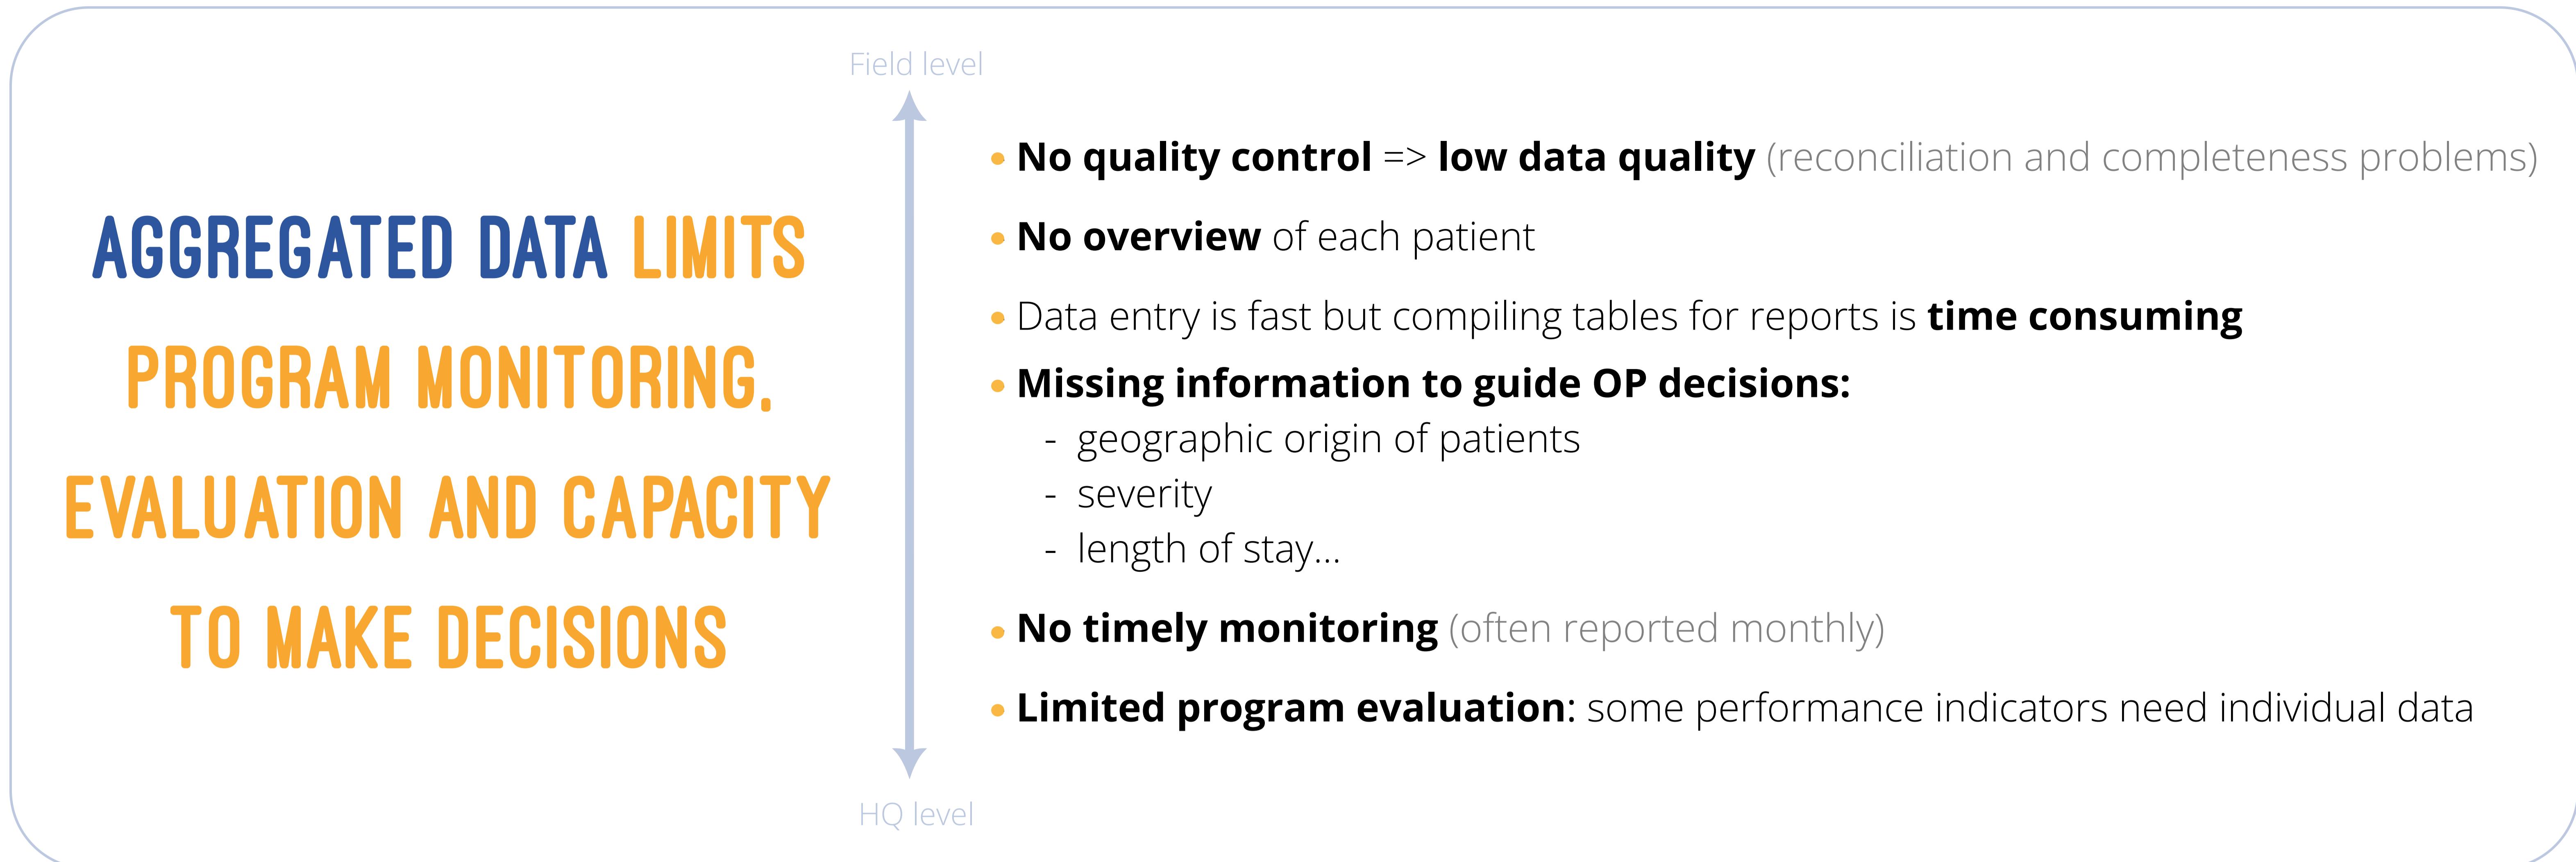 AGGREGATED DATA LIMITS
PROGRAM MONITORING,
EVALUATION AND CAPACITY
TO MAKE DECISIONS
Field level
HQ level
• No quality control => low data quality (reconciliation and completeness problems)
• No overview of each patient
• Data entry is fast but compiling tables for reports is time consuming
• Missing information to guide OP decisions:
- geographic origin of patients
- severity
- length of stay...
• No timely monitoring (often reported monthly)
• Limited program evaluation: some performance indicators need individual data